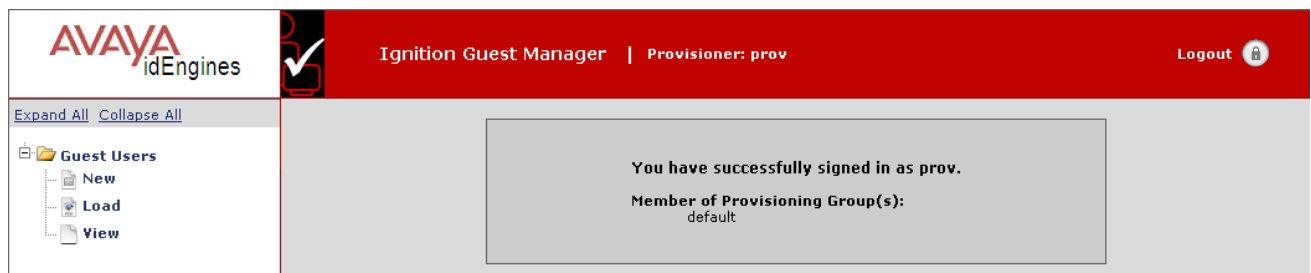 AVAYA
idEngines
Ignition Guest Manager | Provisioner: prov
Logout
Expand All Collapse All
Guest Users
New
Load
View
You have successfully signed in as prov.
Member of Provisioning Group(s):
default